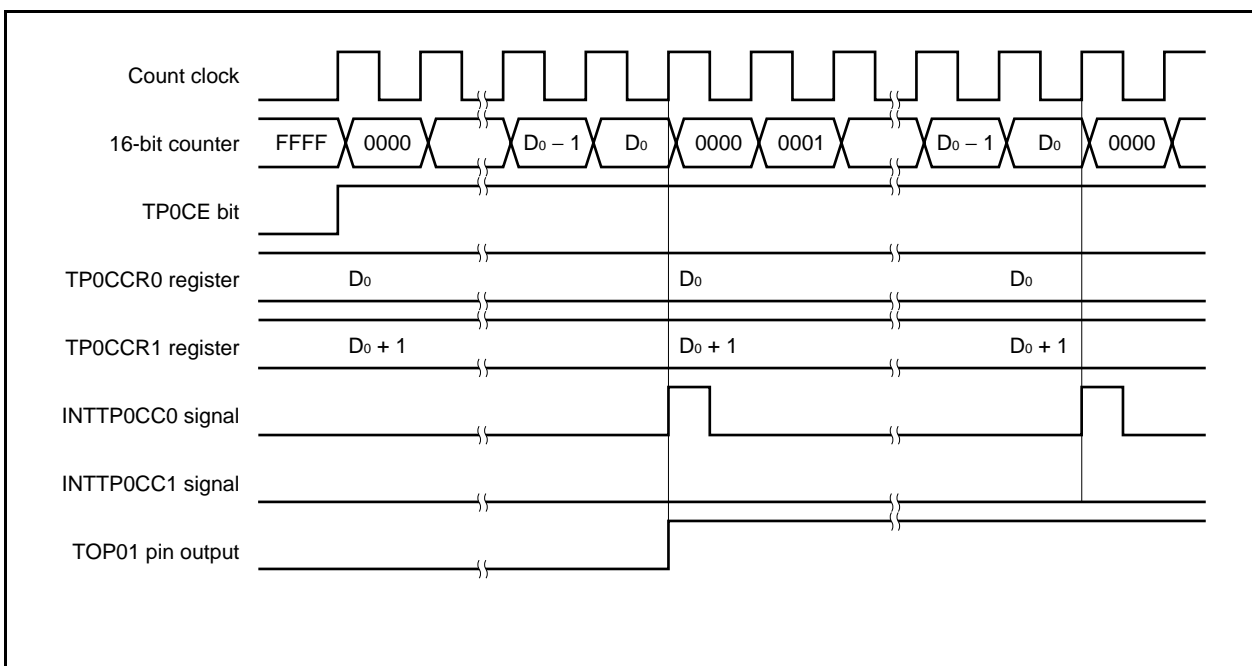 Count clock
16-bit counter FFFF 0000 D₀ – 1 D₀ 0000 0001 D₀ – 1 D₀ 0000
TP0CE bit
TP0CCR0 register D₀ D₀ D₀
TP0CCR1 register D₀ + 1 D₀ + 1 D₀ + 1
INTTP0CC0 signal
INTTP0CC1 signal
TOP01 pin output